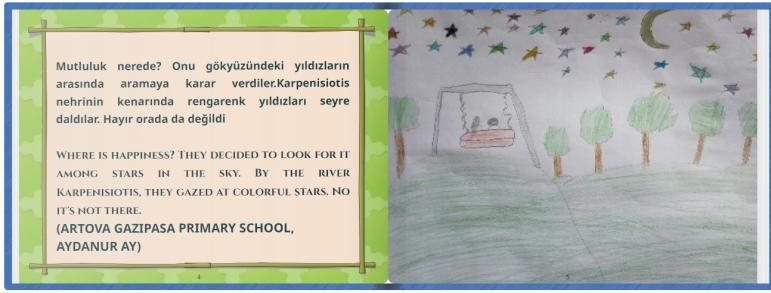 Mutluluk nerede? Onu gökyüzündeki yıldızların
arasında aramaya karar verdiler.Karpenisiotis
nehrinin kenarında rengarenk yıldızları seyre
daldılar. Hayır orada da değildi
WHERE IS HAPPINESS? THEY DECIDED TO LOOK FOR IT
AMONG STARS IN THE SKY. BY THE RIVER
KARPENISIOTIS, THEY GAZED AT COLORFUL STARS. NO
IT'S NOT THERE.
(ARTOVA GAZIPASA PRIMARY SCHOOL,
AYDANUR AY)
4
5